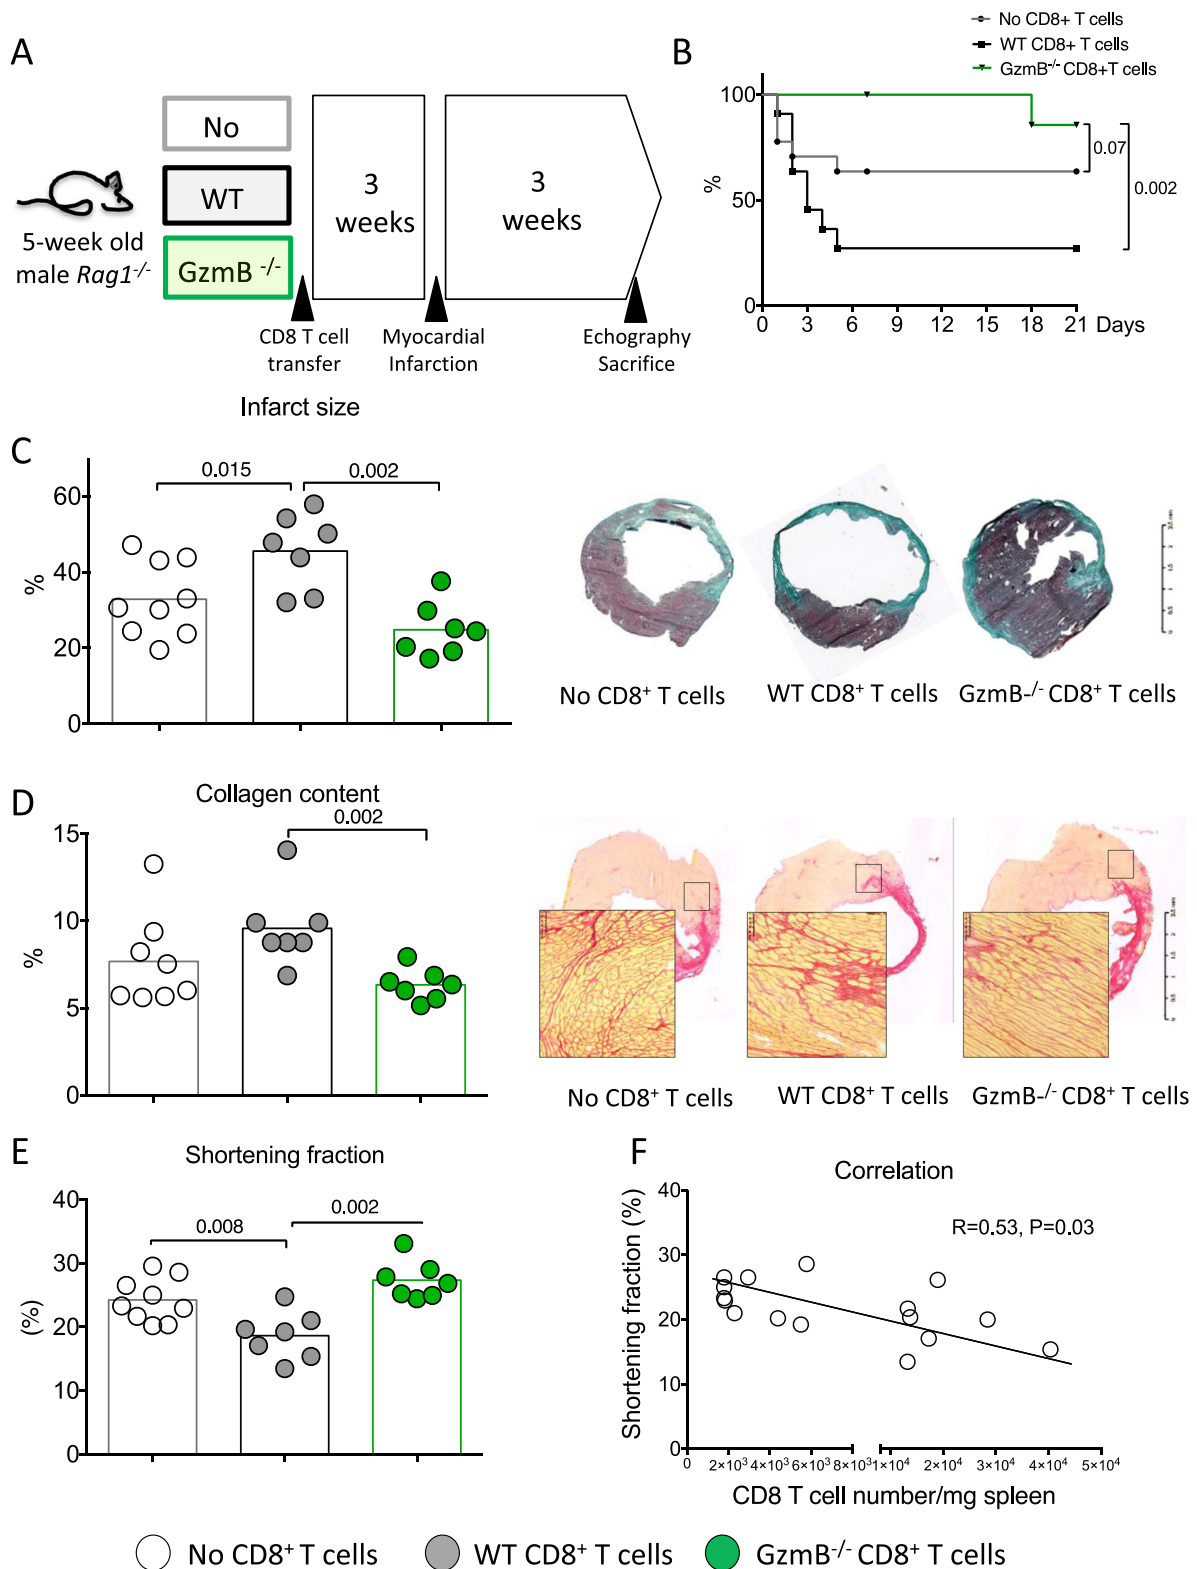 A
No
WT
GzmB -/-
5-week old
male Rag1-/-
3
weeks
3
weeks
CD8 T cell
transfer
Myocardial
Infarction
Echography
Sacrifice
B
No CD8+ T cells
WT CD8+ T cells
GzmB-/- CD8+T cells
100
50
0
%
0 3 6 9 12 15 18 21 Days
0.07
0.002
C
Infarct size
60
40
20
0
%
0.015
0.002
No CD8+ T cells
WT CD8+ T cells
GzmB-/- CD8+ T cells
D
Collagen content
15
10
5
0
%
0.002
No CD8+ T cells
WT CD8+ T cells
GzmB-/- CD8+ T cells
E
Shortening fraction
40
30
20
10
0
(%)
0.008
0.002
F
Correlation
R=0.53, P=0.03
40
30
20
10
0
Shortening fraction (%)
0 2×10³ 4×10³ 6×10³ 8×10³ 1×10⁴ 2×10⁴ 3×10⁴ 4×10⁴ 5×10⁴
CD8 T cell number/mg spleen
No CD8+ T cells
WT CD8+ T cells
GzmB-/- CD8+ T cells